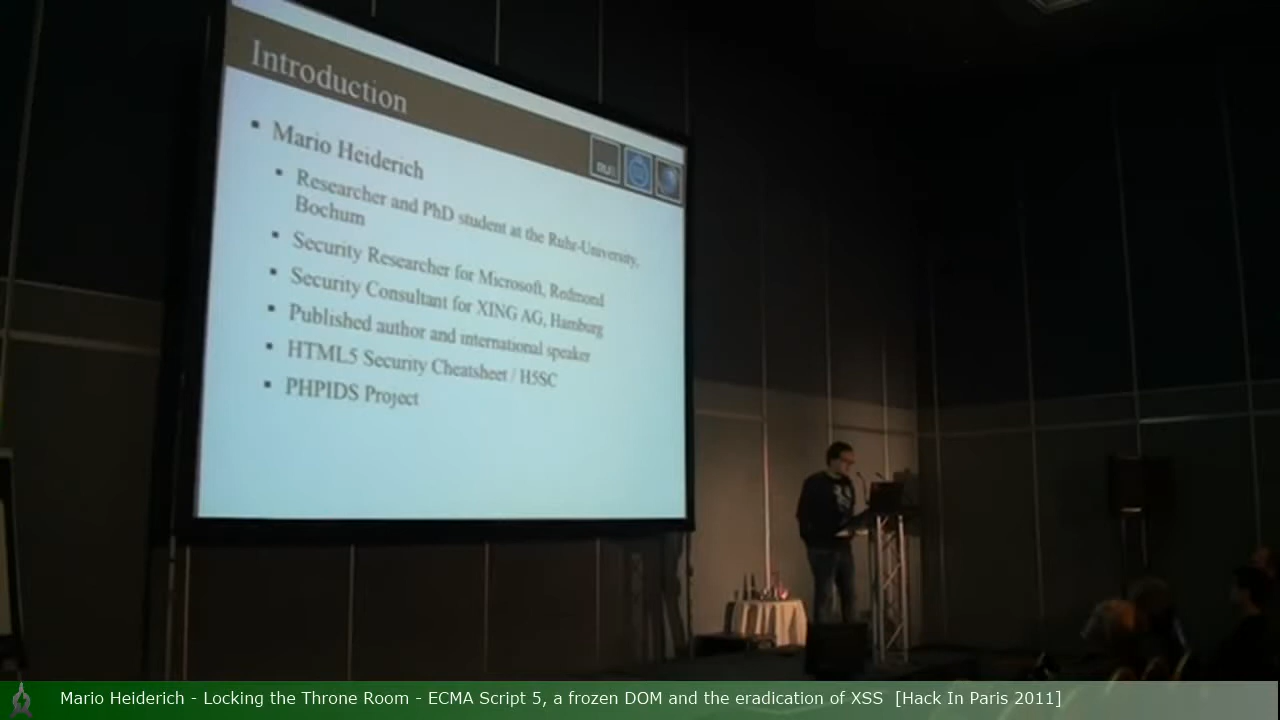 Introduction
Mario Heiderich
Researcher and PhD student at the Ruhr-University,
Bochum
Security Researcher for Microsoft, Redmond
Security Consultant for XING AG, Hamburg
Published author and international speaker
HTML5 Security Cheatsheet / H5SC
PHPIDS Project
Mario Heiderich - Locking the Throne Room - ECMA Script 5, a frozen DOM and the eradication of XSS [Hack In Paris 2011]